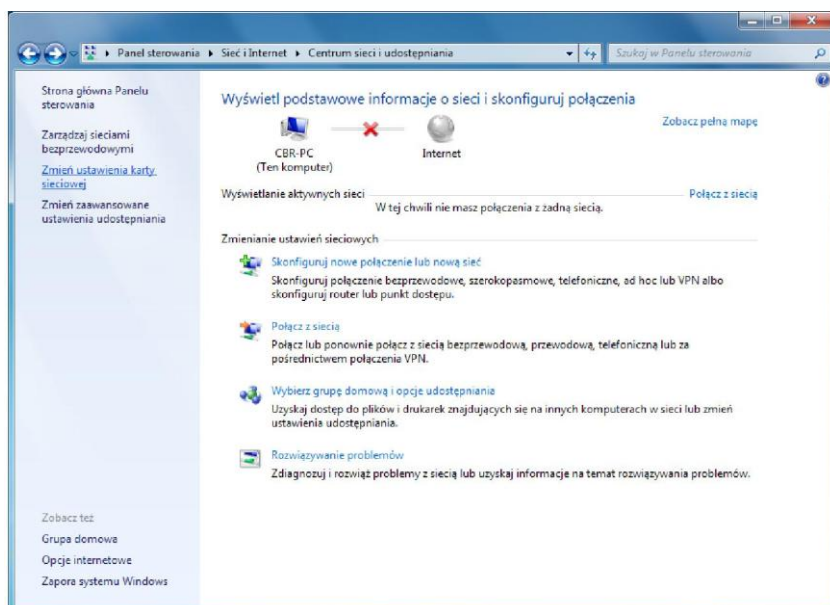 Panel sterowania ▸ Sieć i Internet ▸ Centrum sieci i udostępniania
Szukaj w Panelu sterowania
Strona główna Panelu
sterowania
Zarządzaj sieciami
bezprzewodowymi
Zmień ustawienia karty
sieciowej
Zmień zaawansowane
ustawienia udostępniania
Zobacz też
Grupa domowa
Opcje internetowe
Zapora systemu Windows
Wyświetl podstawowe informacje o sieci i skonfiguruj połączenia
Zobacz pełną mapę
CBR-PC
(Ten komputer)
Internet
Wyświetlanie aktywnych sieci
Połącz z siecią
W tej chwili nie masz połączenia z żadną siecią.
Zmienianie ustawień sieciowych
Skonfiguruj nowe połączenie lub nową sieć
Skonfiguruj połączenie bezprzewodowe, szerokopasmowe, telefoniczne, ad hoc lub VPN albo
skonfiguruj router lub punkt dostępu.
Połącz z siecią
Połącz lub ponownie połącz z siecią bezprzewodową, przewodową, telefoniczną lub za
pośrednictwem połączenia VPN.
Wybierz grupę domową i opcje udostępniania
Uzyskaj dostęp do plików i drukarek znajdujących się na innych komputerach w sieci lub zmień
ustawienia udostępniania.
Rozwiązywanie problemów
Zdiagnozuj i rozwiąż problemy z siecią lub uzyskaj informacje na temat rozwiązywania problemów.